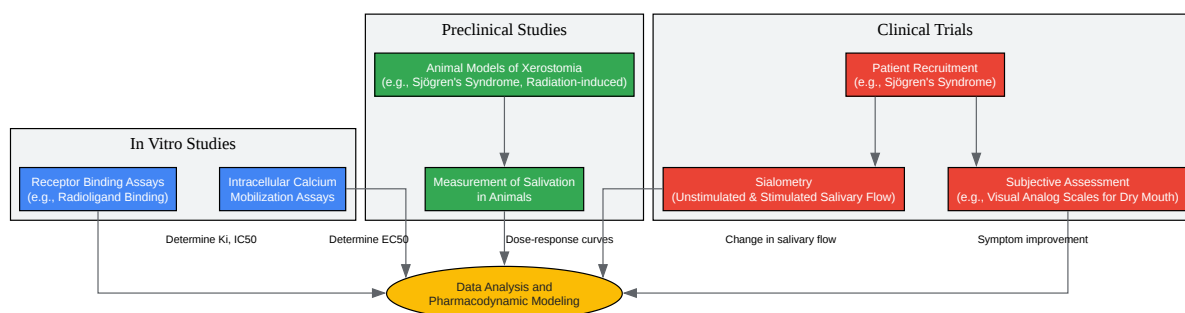 Preclinical Studies
Clinical Trials
Animal Models of Xerostomia
(e.g., Sjögren's Syndrome, Radiation-induced)
Patient Recruitment
(e.g., Sjögren's Syndrome)
In Vitro Studies
Receptor Binding Assays
(e.g., Radioligand Binding)
Intracellular Calcium
Mobilization Assays
Measurement of Salivation
in Animals
Sialometry
(Unstimulated & Stimulated Salivary Flow)
Subjective Assessment
(e.g., Visual Analog Scales for Dry Mouth)
Determine Ki, IC50
Determine EC50
Dose-response curves
Change in salivary flow
Symptom improvement
Data Analysis and
Pharmacodynamic Modeling